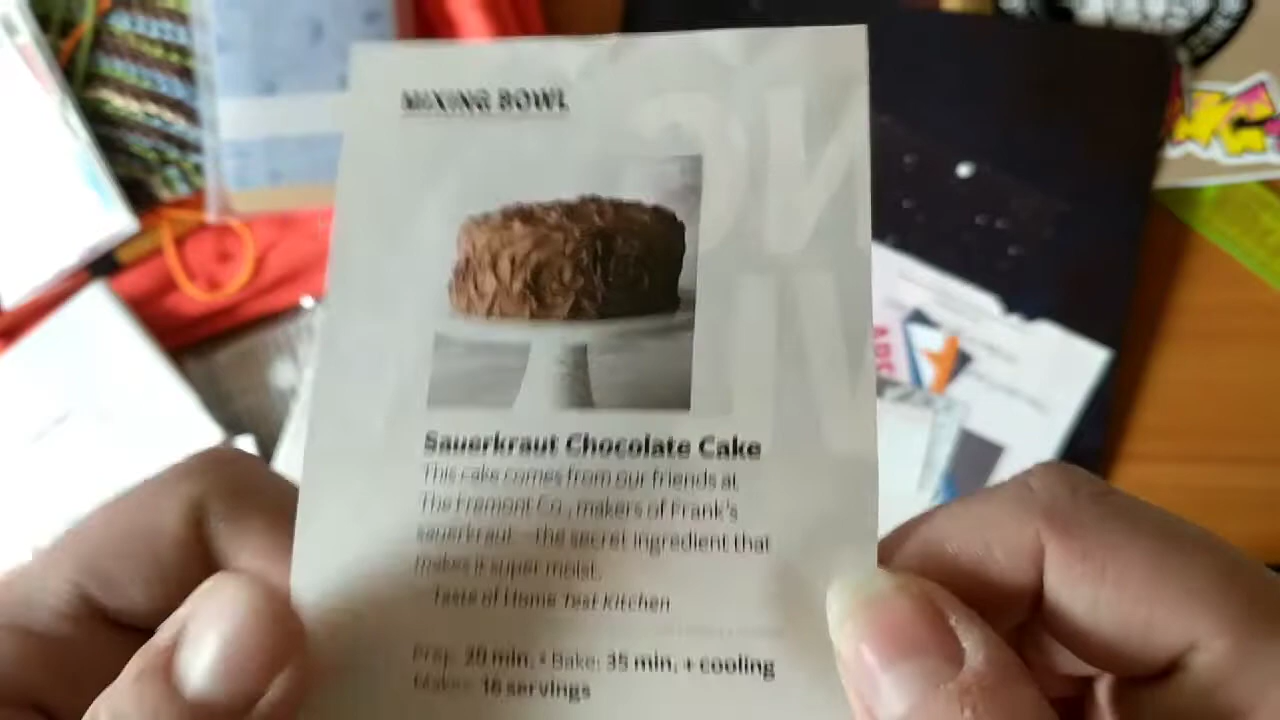 MIXING BOWL
Sauerkraut Chocolate Cake
This cake comes from our friends at
The Fremont Co., makers of Frank's
sauerkraut—the secret ingredient that
makes it super moist.
—Taste of Home Test Kitchen
Prep: 20 min. • Bake: 35 min. + cooling
Makes: 16 servings